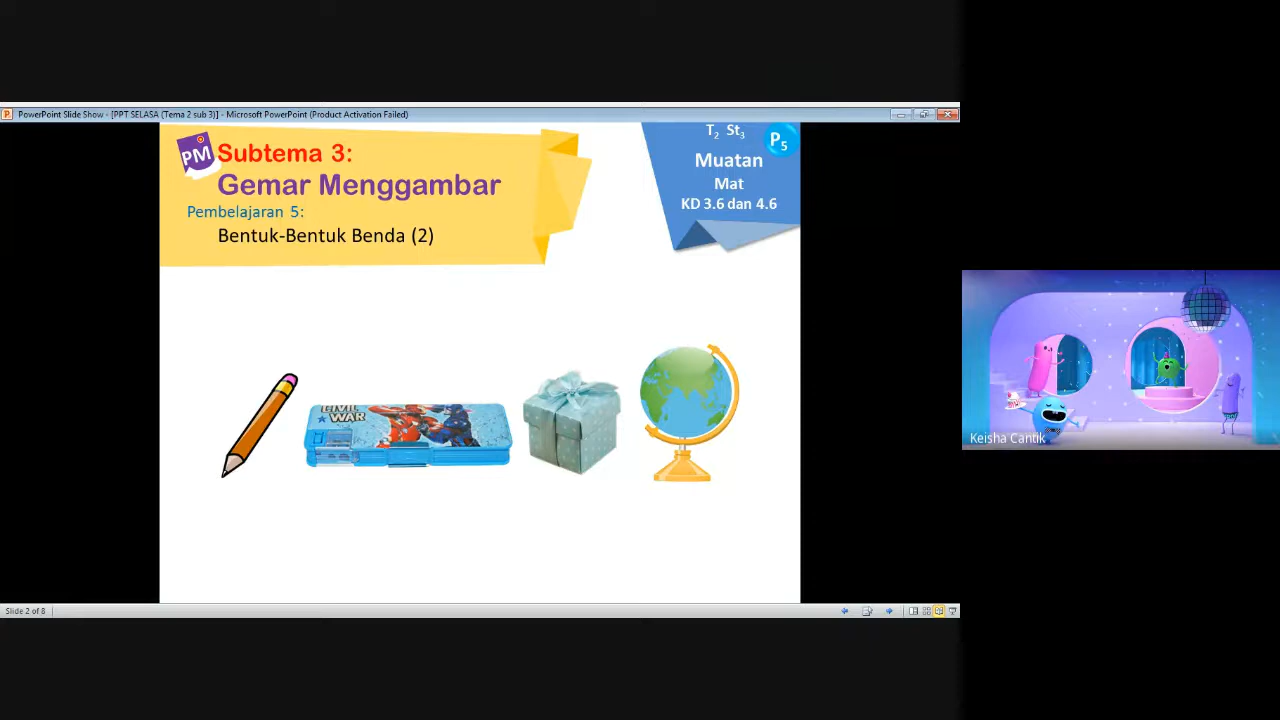 PowerPoint Slide Show - [PPT SELASA (Tema 2 sub 3)] - Microsoft PowerPoint (Product Activation Failed)
PM
Subtema 3:
Gemar Menggambar
Pembelajaran 5:
Bentuk-Bentuk Benda (2)
T2 St3
P5
Muatan
Mat
KD 3.6 dan 4.6
CIVIL
WAR
Keisha Cantik
Slide 2 of 8